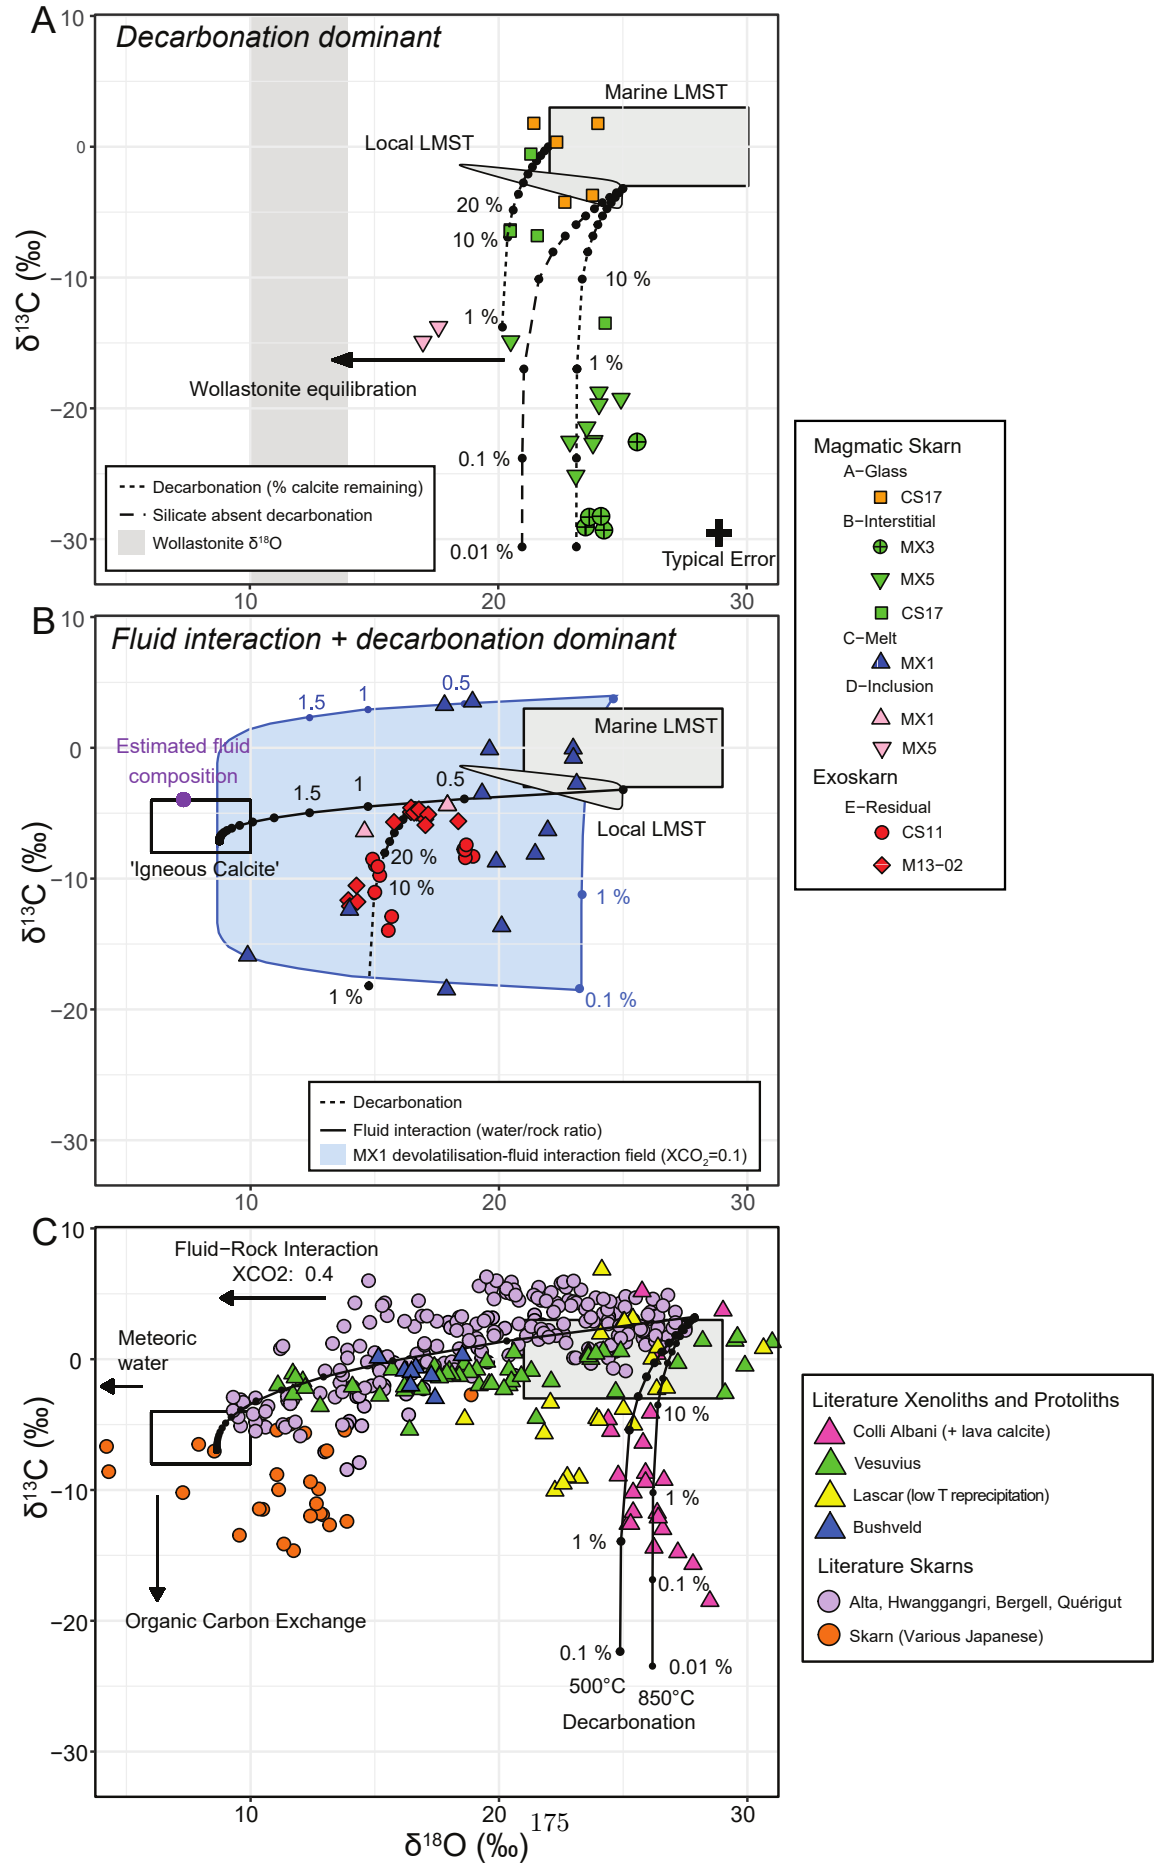 A
Decarbonation dominant
Marine LMST
Local LMST
20 %
10 %
1 %
10 %
1 %
Wollastonite equilibration
0.1 %
0.01 %
Decarbonation (% calcite remaining)
Silicate absent decarbonation
Wollastonite δ18O
Typical Error
10
0
−10
−20
−30
δ13C (‰)
10
20
30
Magmatic Skarn
A−Glass
CS17
B−Interstitial
MX3
MX5
CS17
C−Melt
MX1
D−Inclusion
MX1
MX5
Exoskarn
E−Residual
CS11
M13−02
B
Fluid interaction + decarbonation dominant
1.5
1
0.5
Marine LMST
Estimated fluid
composition
1.5
1
0.5
Local LMST
'Igneous Calcite'
20 %
10 %
1 %
1 %
0.1 %
Decarbonation
Fluid interaction (water/rock ratio)
MX1 devolatilisation-fluid interaction field (XCO2=0.1)
10
0
−10
−20
−30
δ13C (‰)
10
20
30
C
Fluid−Rock Interaction
XCO2: 0.4
Meteoric
water
10 %
1 %
1 %
0.1 %
0.1 %
0.01 %
500°C
850°C
Decarbonation
Organic Carbon Exchange
10
0
−10
−20
−30
δ13C (‰)
10
20
30
δ18O (‰)
175
Literature Xenoliths and Protoliths
Colli Albani (+ lava calcite)
Vesuvius
Lascar (low T reprecipitation)
Bushveld
Literature Skarns
Alta, Hwanggangri, Bergell, Quérigut
Skarn (Various Japanese)